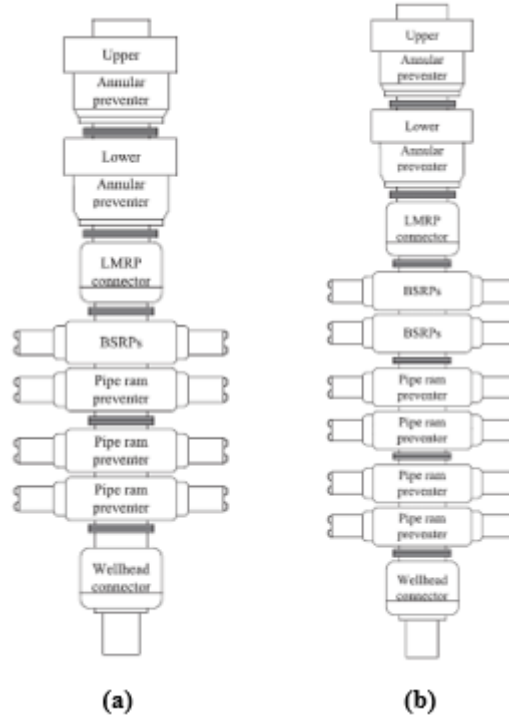 Upper
Annular
preventer
Lower
Annular
preventer
LMRP
connector
BSRPs
Pipe ram
preventer
Pipe ram
preventer
Pipe ram
preventer
Wellhead
connector
(a)
Upper
Annular
preventer
Lower
Annular
preventer
LMRP
connector
BSRPs
BSRPs
Pipe ram
preventer
Pipe ram
preventer
Pipe ram
preventer
Pipe ram
preventer
Wellhead
connector
(b)